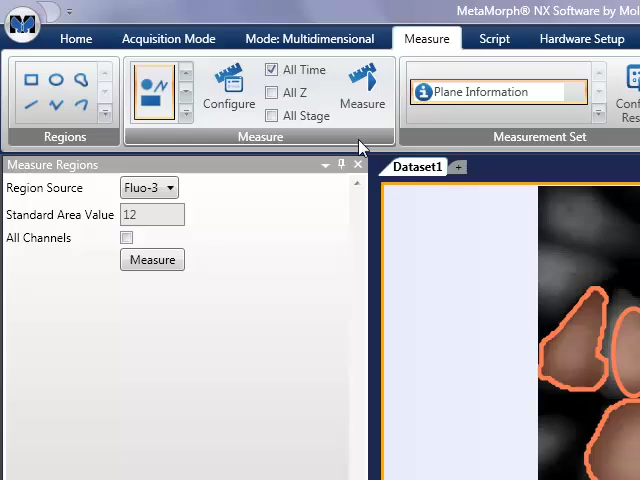 MetaMorph® NX Software by Mol
Home Acquisition Mode Mode: Multidimensional Measure Script Hardware Setup
Configure
All Time
All Z
All Stage
Measure
Plane Information
Regions Measure Measurement Set
Measure Regions
Region Source Fluo-3
Standard Area Value 12
All Channels
Measure
Dataset1 +